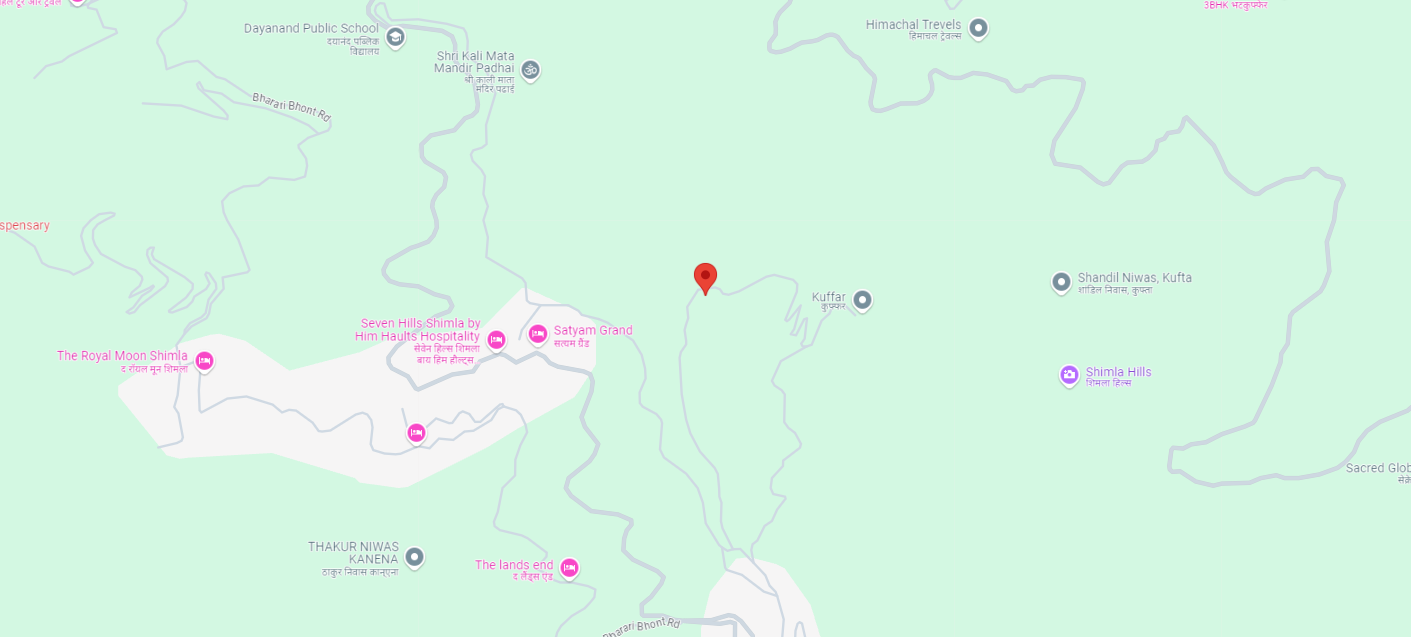 3BHK भटकुफ्फेर
Dayanand Public School
दयानंद पब्लिक
विद्यालय
Himachal Trevels
हिमाचल ट्रेवल्स
Shri Kali Mata
Mandir Padhai
श्री काली माता
मंदिर पढाई
Bharari Bhont Rd
spensary
Shandil Niwas, Kufta
शांडिल निवास, कुफ्ता
Kuffar
कुफ्फर
Seven Hills Shimla by
Him Haults Hospitality
सेवेन हिल्स शिमला
बाय हिम हौल्ट्स
Satyam Grand
सत्यम ग्रैंड
The Royal Moon Shimla
द रॉयल मून शिमला
Shimla Hills
शिमला हिल्स
Sacred Glob
THAKUR NIWAS
KANENA
ठाकुर निवास कानएना
The lands end
द लैंड्स एंड
Bharari Bhont Rd